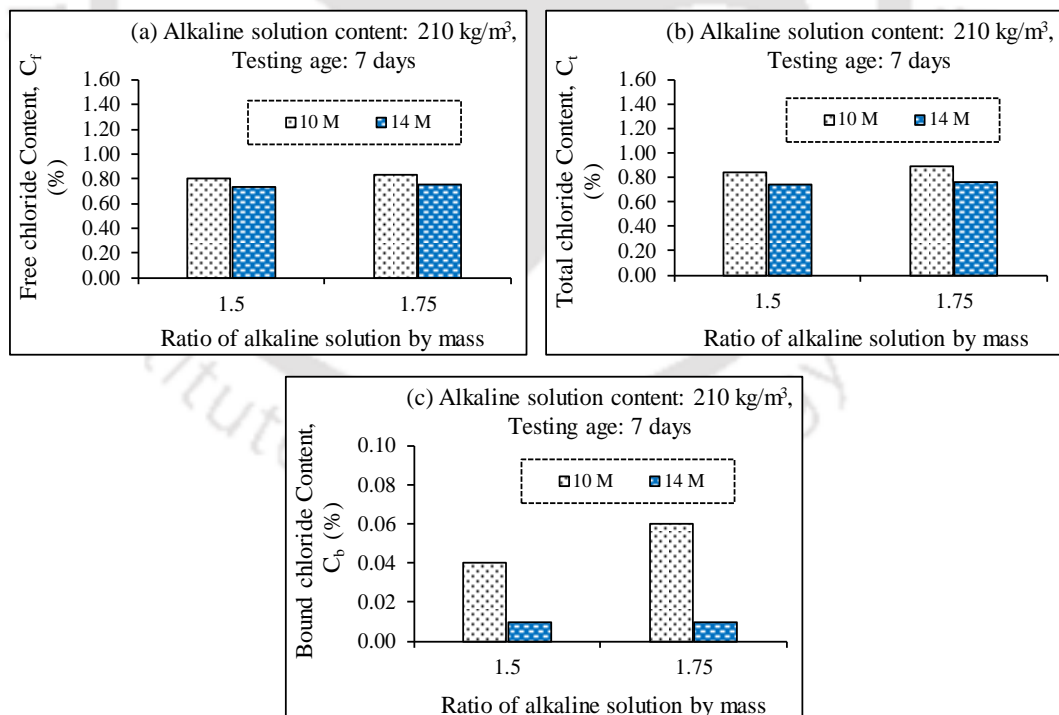 (a) Alkaline solution content: 210 kg/m³,
Testing age: 7 days
Free chloride Content, C_f
(%)
1.60
1.40
1.20
1.00
0.80
0.60
0.40
0.20
0.00
10 M
14 M
1.5
1.75
Ratio of alkaline solution by mass
(b) Alkaline solution content: 210 kg/m³,
Testing age: 7 days
Total chloride Content, C_t
(%)
1.60
1.40
1.20
1.00
0.80
0.60
0.40
0.20
0.00
10 M
14 M
1.5
1.75
Ratio of alkaline solution by mass
(c) Alkaline solution content: 210 kg/m³,
Testing age: 7 days
Bound chloride Content,
C_b (%)
0.10
0.08
0.06
0.04
0.02
0.00
10 M
14 M
1.5
1.75
Ratio of alkaline solution by mass